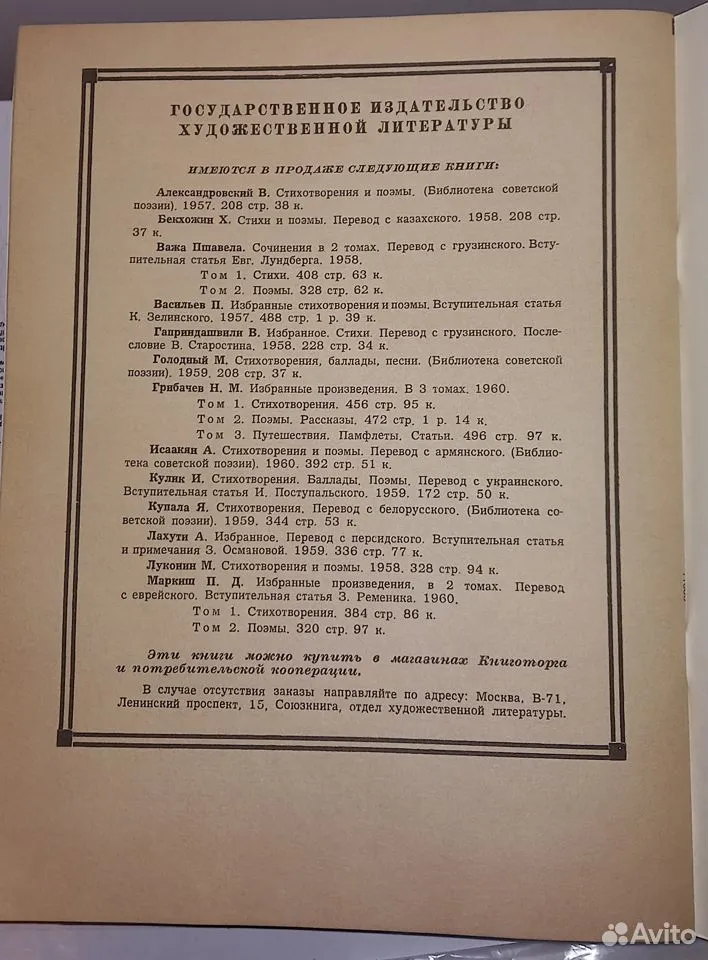 ГОСУДАРСТВЕННОЕ ИЗДАТЕЛЬСТВО
ХУДОЖЕСТВЕННОЙ ЛИТЕРАТУРЫ
ИМЕЮТСЯ В ПРОДАЖЕ СЛЕДУЮЩИЕ КНИГИ:
Александровский В. Стихотворения и поэмы. (Библиотека советской
поэзии). 1957. 208 стр. 38 к.
Бекхожин Х. Стихи и поэмы. Перевод с казахского. 1958. 208 стр.
37 к.
Важа Пшавела. Сочинения в 2 томах. Перевод с грузинского. Всту-
пительная статья Евг. Лундберга. 1958.
Том 1. Стихи. 408 стр. 63 к.
Том 2. Поэмы. 328 стр. 62 к.
Васильев П. Избранные стихотворения и поэмы. Вступительная статья
К. Зелинского. 1957. 488 стр. 1 р. 39 к.
Гаприндашвили В. Избранное. Стихи. Перевод с грузинского. После-
словие В. Старостина. 1958. 228 стр. 34 к.
Голодный М. Стихотворения, баллады, песни. (Библиотека советской
поэзии). 1959. 208 стр. 37 к.
Грибачев Н. М. Избранные произведения. В 3 томах. 1960.
Том 1. Стихотворения. 456 стр. 95 к.
Том 2. Поэмы. Рассказы. 472 стр. 1 р. 14 к.
Том 3. Путешествия. Памфлеты. Статьи. 496 стр. 97 к.
Исаакян А. Стихотворения и поэмы. Перевод с армянского. (Библио-
тека советской поэзии). 1960. 392 стр. 51 к.
Кулик И. Стихотворения. Баллады. Поэмы. Перевод с украинского.
Вступительная статья И. Поступальского. 1959. 172 стр. 50 к.
Купала Я. Стихотворения. Перевод с белорусского. (Библиотека со-
ветской поэзии). 1959. 344 стр. 53 к.
Лахути А. Избранное. Перевод с персидского. Вступительная статья
и примечания З. Османовой. 1959. 336 стр. 77 к.
Луконин М. Стихотворения и поэмы. 1958. 328 стр. 94 к.
Маркиш П. Д. Избранные произведения, в 2 томах. Перевод
с еврейского. Вступительная статья З. Ременика. 1960.
Том 1. Стихотворения. 384 стр. 86 к.
Том 2. Поэмы. 320 стр. 97 к.
Эти книги можно купить в магазинах Книготорга
и потребительской кооперации.
В случае отсутствия заказы направляйте по адресу: Москва, В-71,
Ленинский проспект, 15, Союзкнига, отдел художественной литературы.
Avito